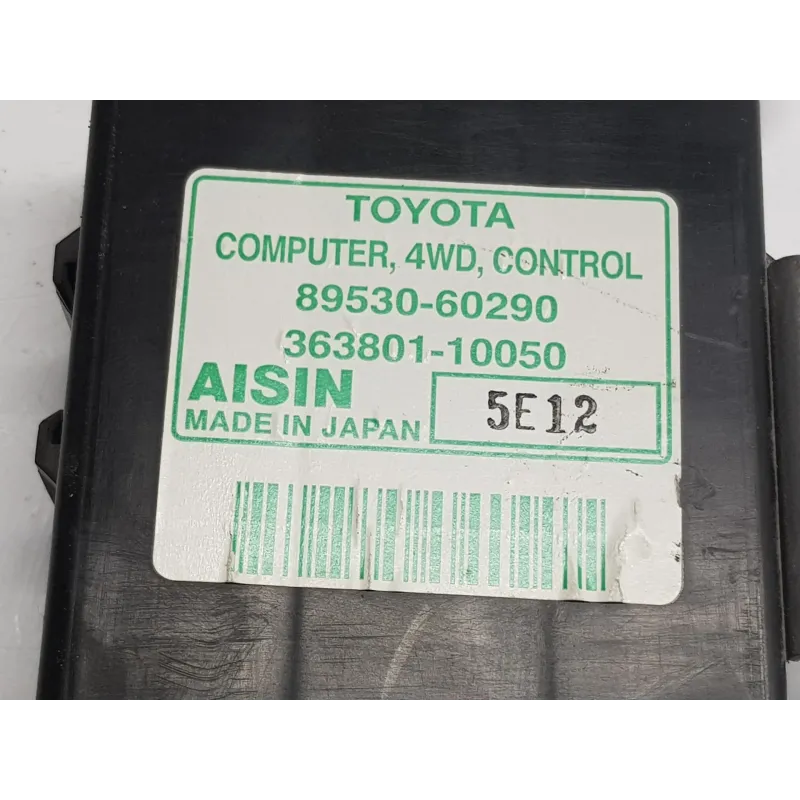 TOYOTA
COMPUTER, 4WD, CONTROL
89530-60290
363801-10050
AISIN
MADE IN JAPAN
5E12